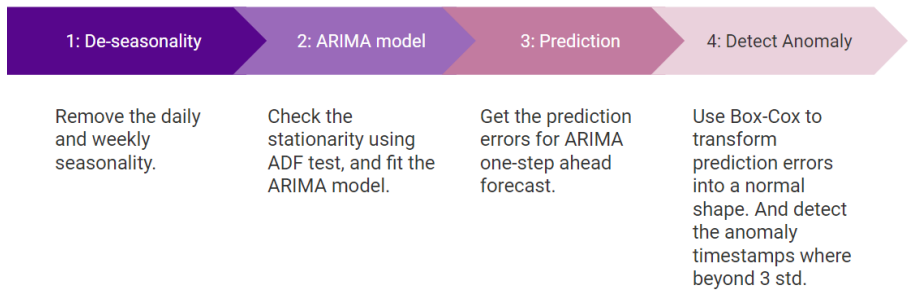 1: De-seasonality
2: ARIMA model
3: Prediction
4: Detect Anomaly
Remove the daily
and weekly
seasonality.
Check the
stationarity using
ADF test, and fit the
ARIMA model.
Get the prediction
errors for ARIMA
one-step ahead
forecast.
Use Box-Cox to
transform
prediction errors
into a normal
shape. And detect
the anomaly
timestamps where
beyond 3 std.